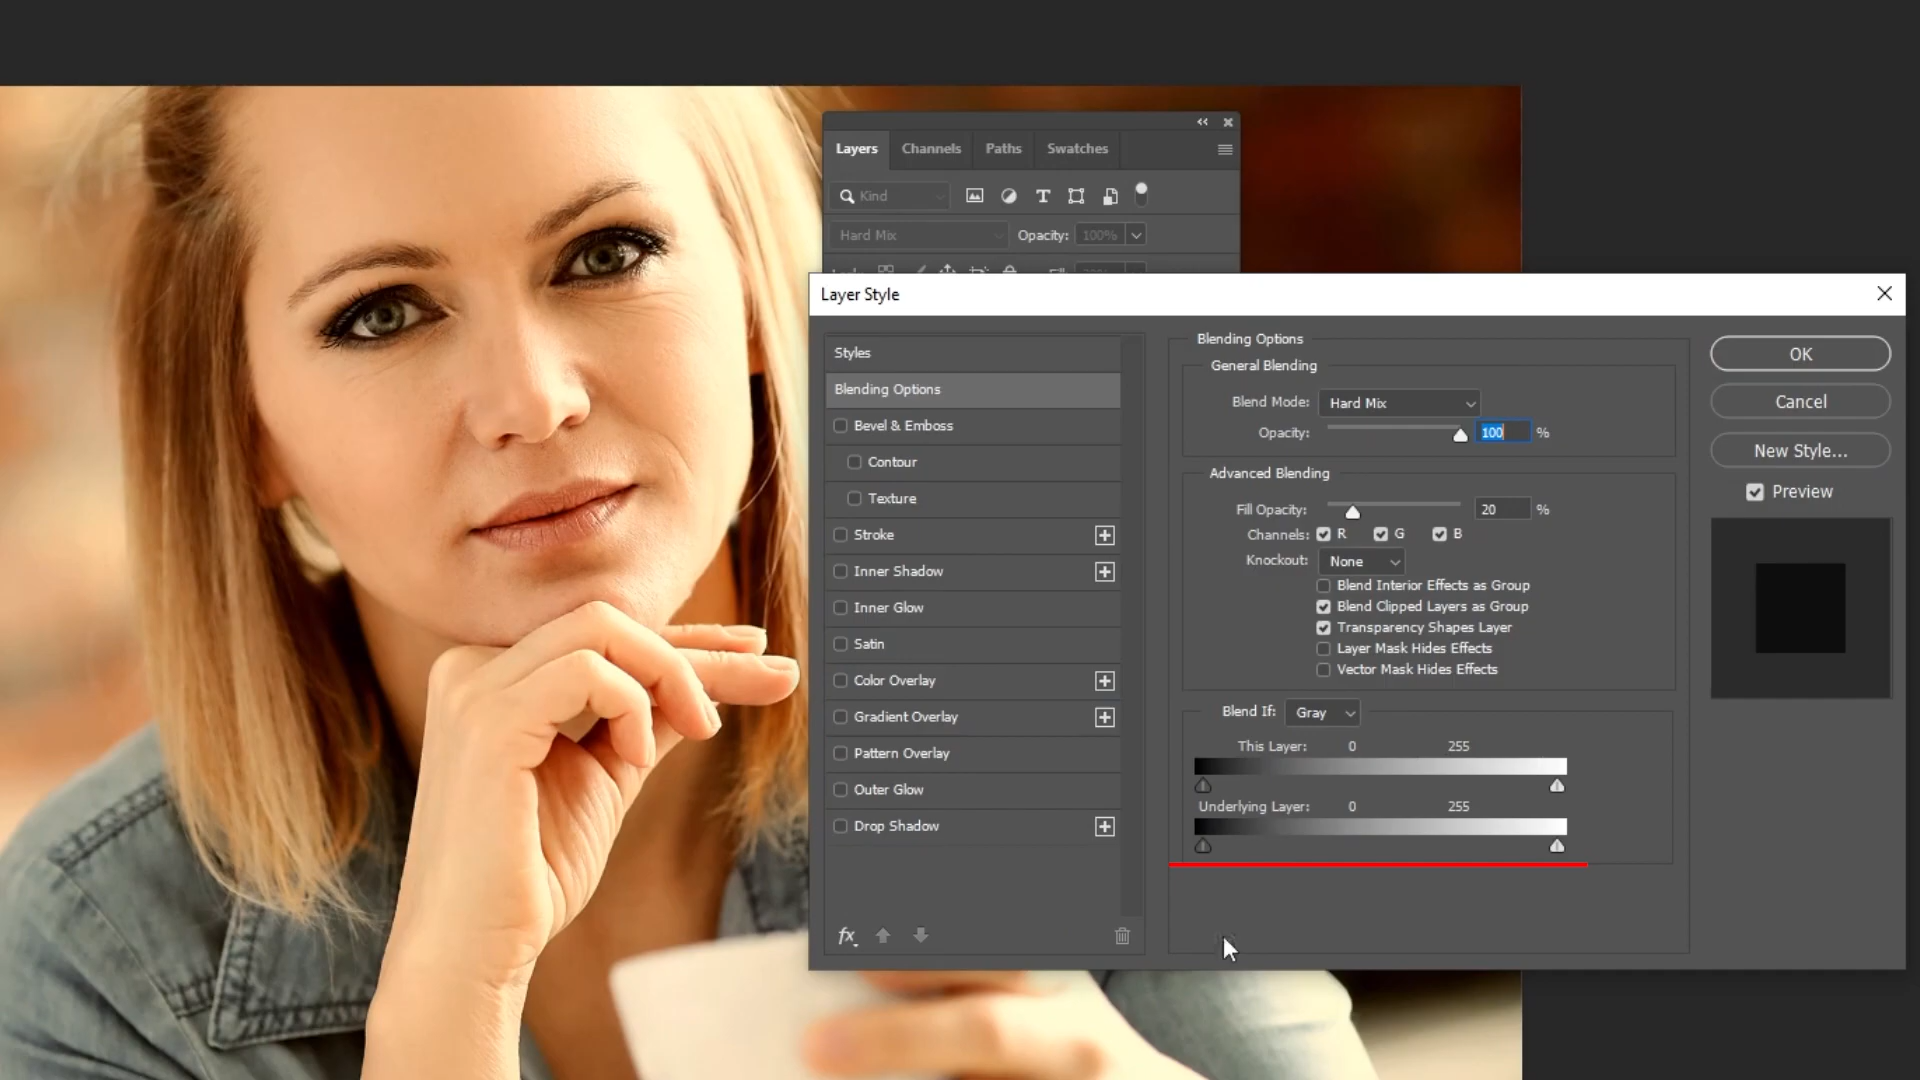 Layers Channels Paths Swatches
Kind
Hard Mix Opacity: 100%
Layer Style
Styles
Blending Options
Bevel & Emboss
Contour
Texture
Stroke
Inner Shadow
Inner Glow
Satin
Color Overlay
Gradient Overlay
Pattern Overlay
Outer Glow
Drop Shadow
fx
Blending Options
General Blending
Blend Mode: Hard Mix
Opacity: 100 %
Advanced Blending
Fill Opacity: 20 %
Channels: R G B
Knockout: None
Blend Interior Effects as Group
Blend Clipped Layers as Group
Transparency Shapes Layer
Layer Mask Hides Effects
Vector Mask Hides Effects
Blend If: Gray
This Layer: 0 255
Underlying Layer: 0 255
OK
Cancel
New Style...
Preview